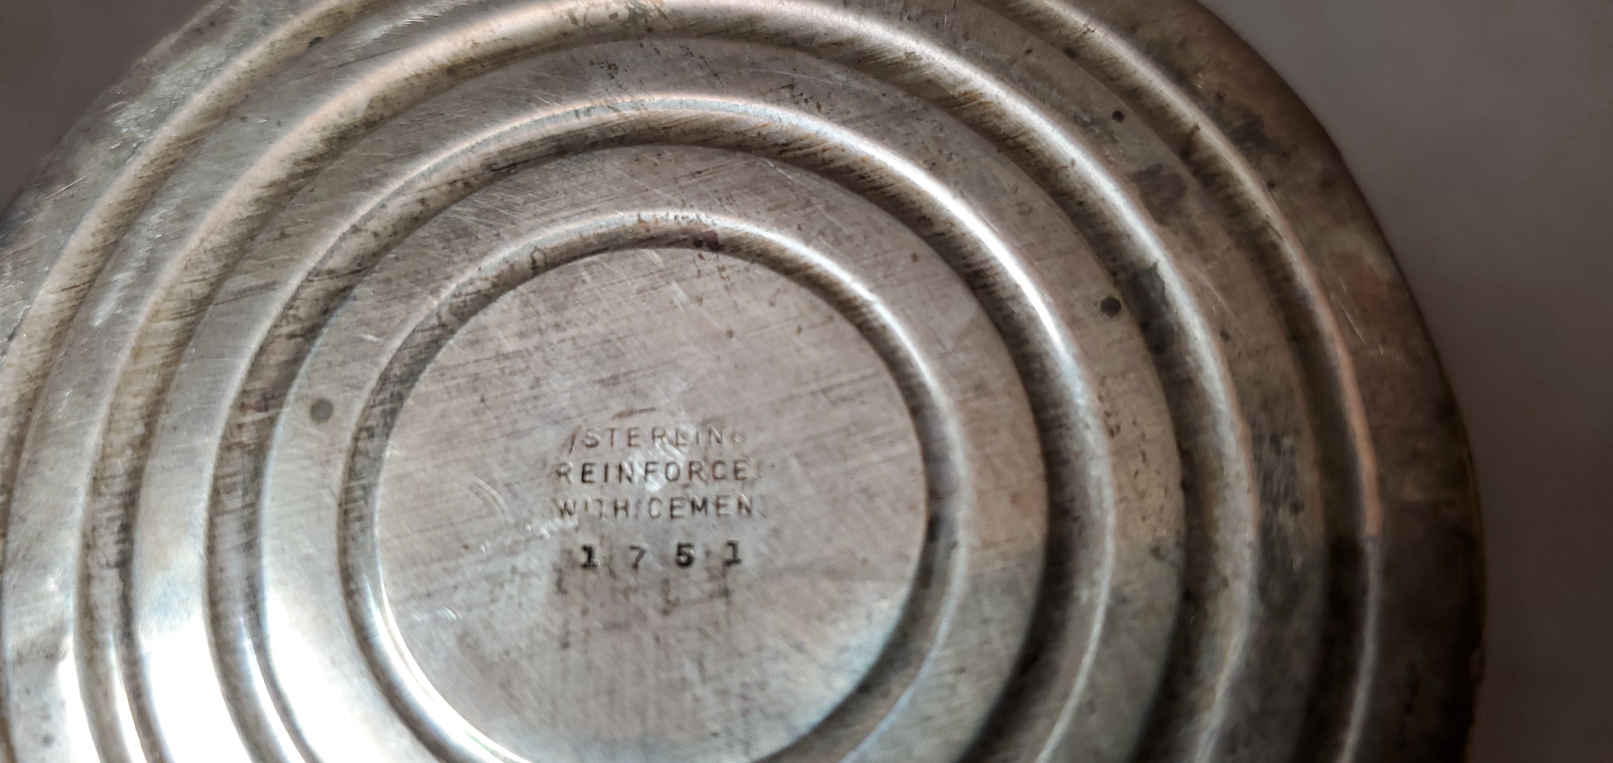 STERLING
REINFORCE
WITH CEMEN
1751